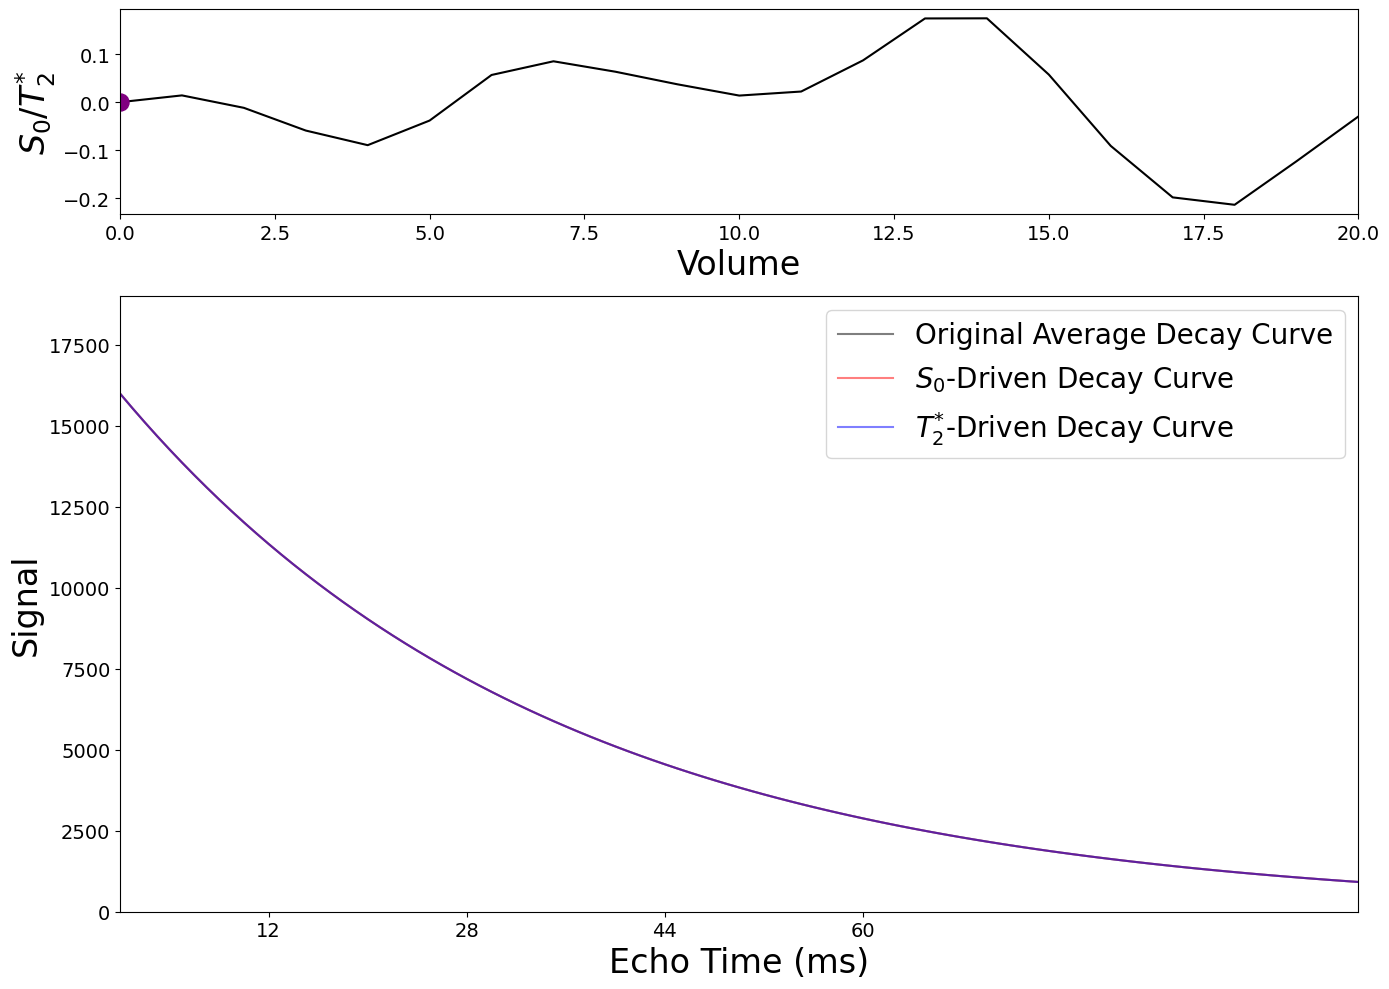 S₀/T₂*
0.1
0.0
−0.1
−0.2
0.0 2.5 5.0 7.5 10.0 12.5 15.0 17.5 20.0
Volume
Original Average Decay Curve
S₀-Driven Decay Curve
T₂*-Driven Decay Curve
Signal
17500
15000
12500
10000
7500
5000
2500
0
12 28 44 60
Echo Time (ms)